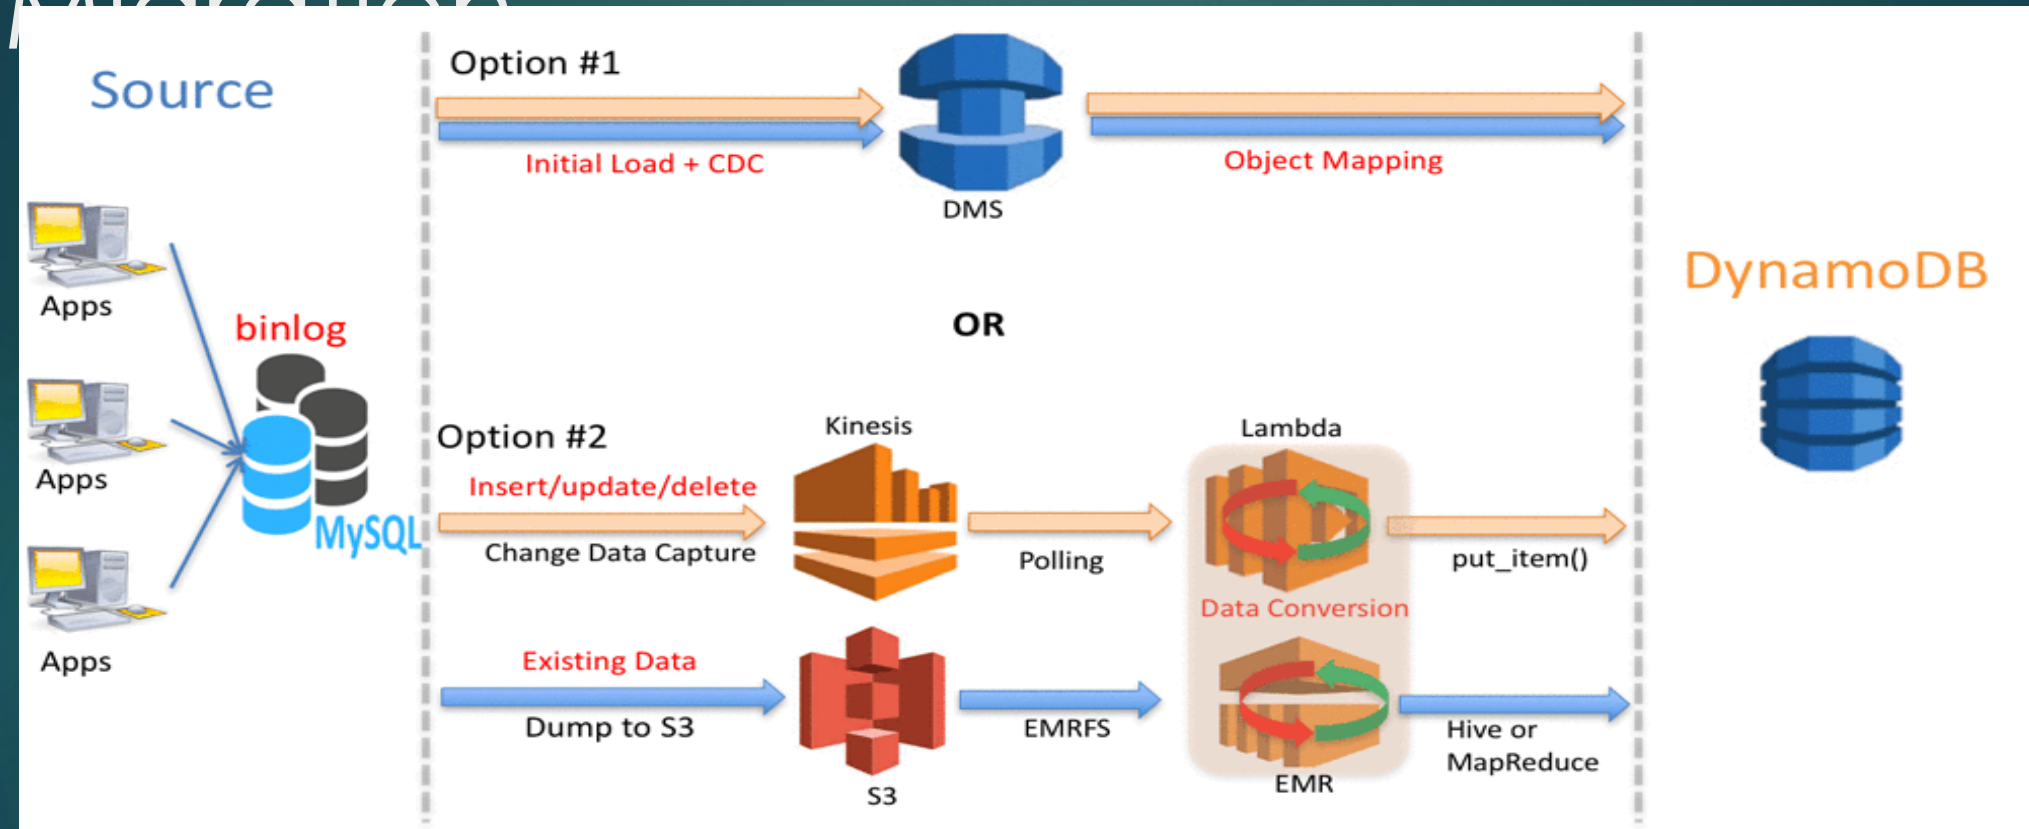 Source
Option #1
Initial Load + CDC
DMS
Object Mapping
Apps
Apps
Apps
binlog
MySQL
OR
DynamoDB
Option #2
Insert/update/delete
Change Data Capture
Kinesis
Polling
Lambda
Data Conversion
put_item()
Existing Data
Dump to S3
S3
EMRFS
EMR
Hive or
MapReduce